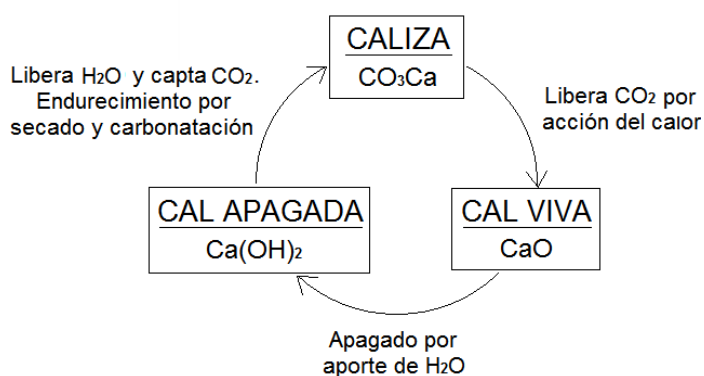 CALIZA
CO₃Ca
Libera H₂O y capta CO₂.
Endurecimiento por
secado y carbonatación
Libera CO₂ por
acción del calor
CAL APAGADA
Ca(OH)₂
CAL VIVA
CaO
Apagado por
aporte de H₂O